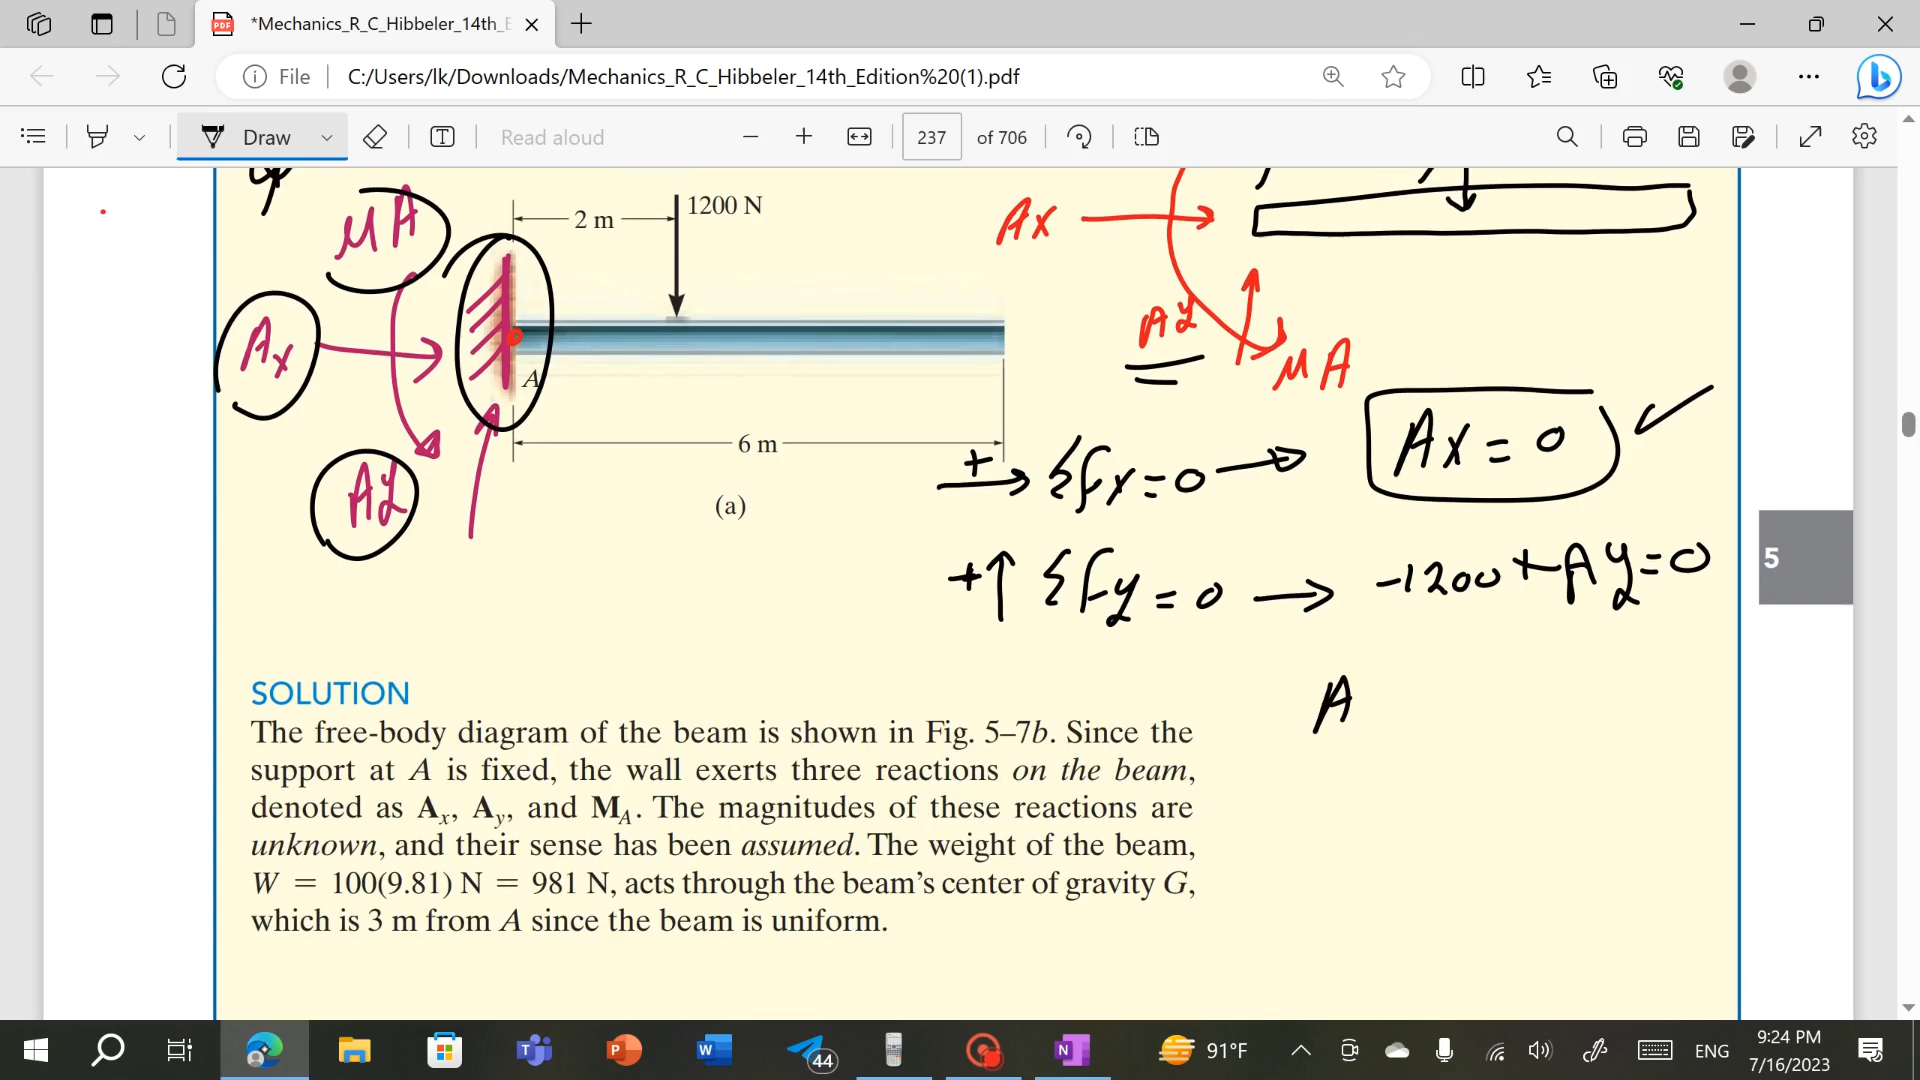 *Mechanics_R_C_Hibbeler_14th_E
File
C:/Users/lk/Downloads/Mechanics_R_C_Hibbeler_14th_Edition%20(1).pdf
Draw
Read aloud
237 of 706
MA
2 m
1200 N
Ax
Ax
A
AY
MA
6 m
AY
(a)
+ → ΣFx = 0 → Ax = 0 ✓
+↑ ΣFy = 0 → -1200 + Ay = 0
5
A
SOLUTION
The free-body diagram of the beam is shown in Fig. 5–7b. Since the
support at A is fixed, the wall exerts three reactions on the beam,
denoted as Ax, Ay, and MA. The magnitudes of these reactions are
unknown, and their sense has been assumed. The weight of the beam,
W = 100(9.81) N = 981 N, acts through the beam's center of gravity G,
which is 3 m from A since the beam is uniform.
44
91°F
ENG
9:24 PM
7/16/2023